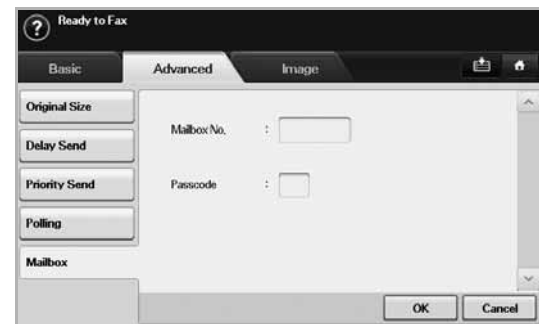 ? Ready to Fax
Basic Advanced Image
Original Size
Delay Send
Priority Send
Polling
Mailbox
Mailbox No. :
Passcode :
OK Cancel